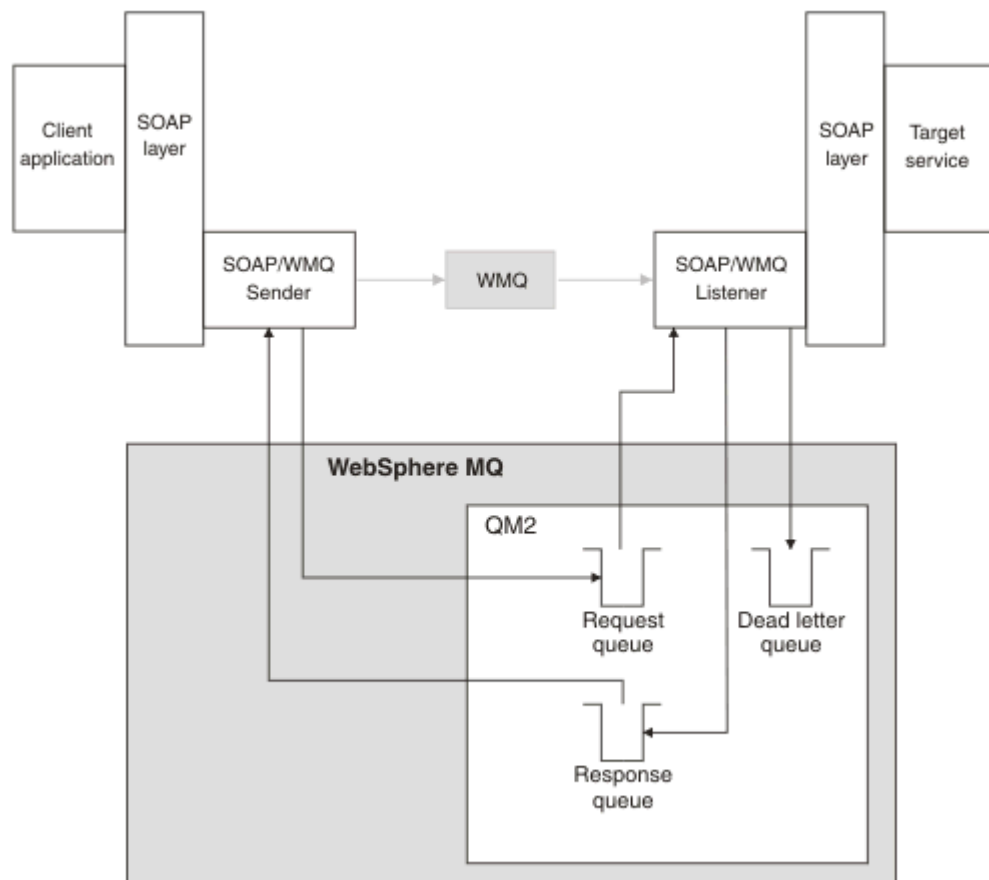 Client
application
SOAP
layer
SOAP
layer
Target
service
SOAP/WMQ
Sender
WMQ
SOAP/WMQ
Listener
WebSphere MQ
QM2
Request
queue
Dead letter
queue
Response
queue